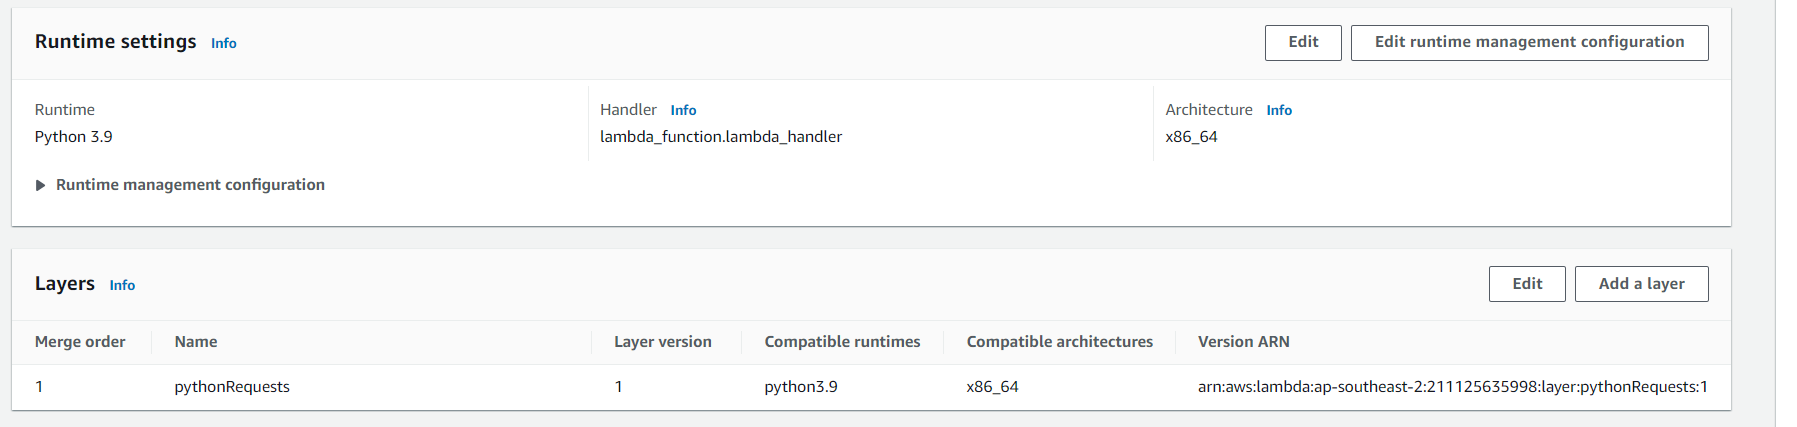 Runtime settings Info Edit Edit runtime management configuration
Runtime Handler Info Architecture Info
Python 3.9 lambda_function.lambda_handler x86_64
Runtime management configuration
Layers Info Edit Add a layer
Merge order Name Layer version Compatible runtimes Compatible architectures Version ARN
1 pythonRequests 1 python3.9 x86_64 arn:aws:lambda:ap-southeast-2:211125635998:layer:pythonRequests:1